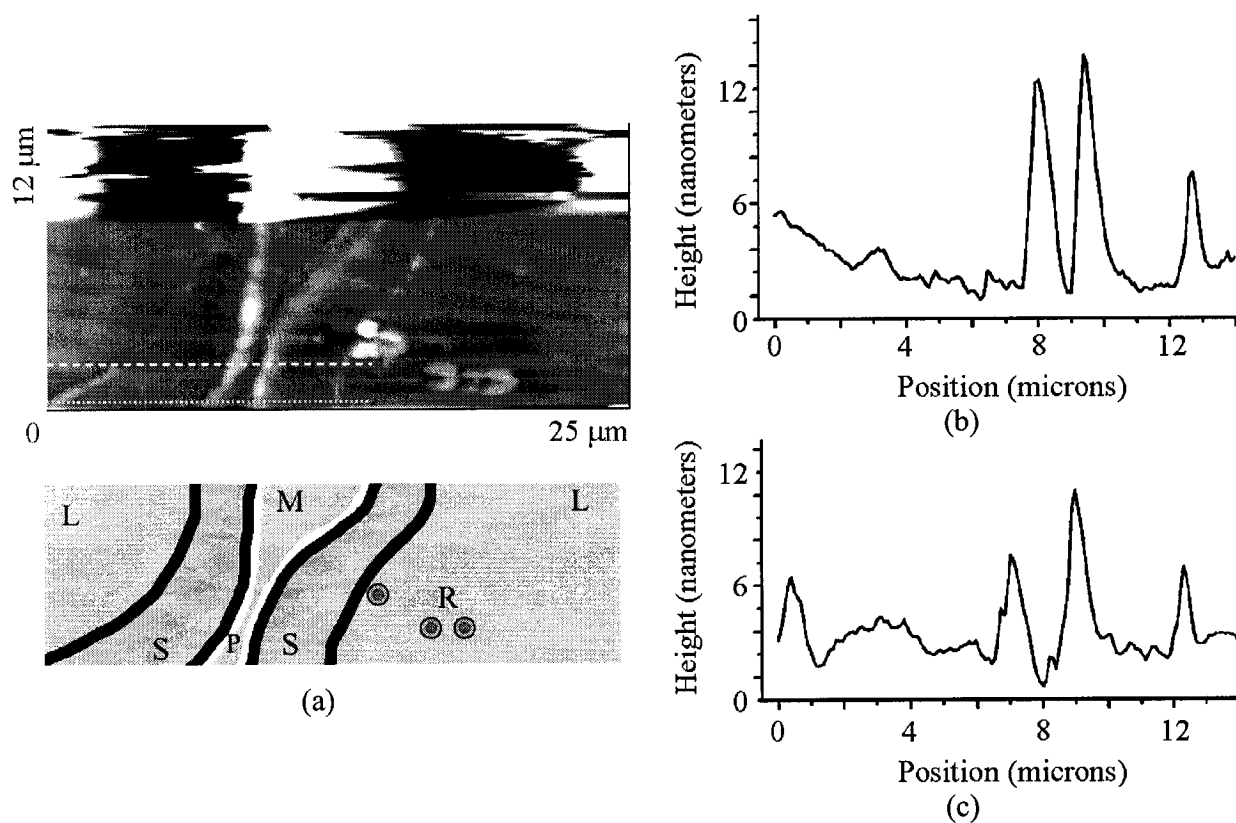 12 μm
0
25 μm
L
M
L
S
P
S
R
(a)
Height (nanometers)
12
6
0
0
4
8
12
Position (microns)
(b)
Height (nanometers)
12
6
0
0
4
8
12
Position (microns)
(c)